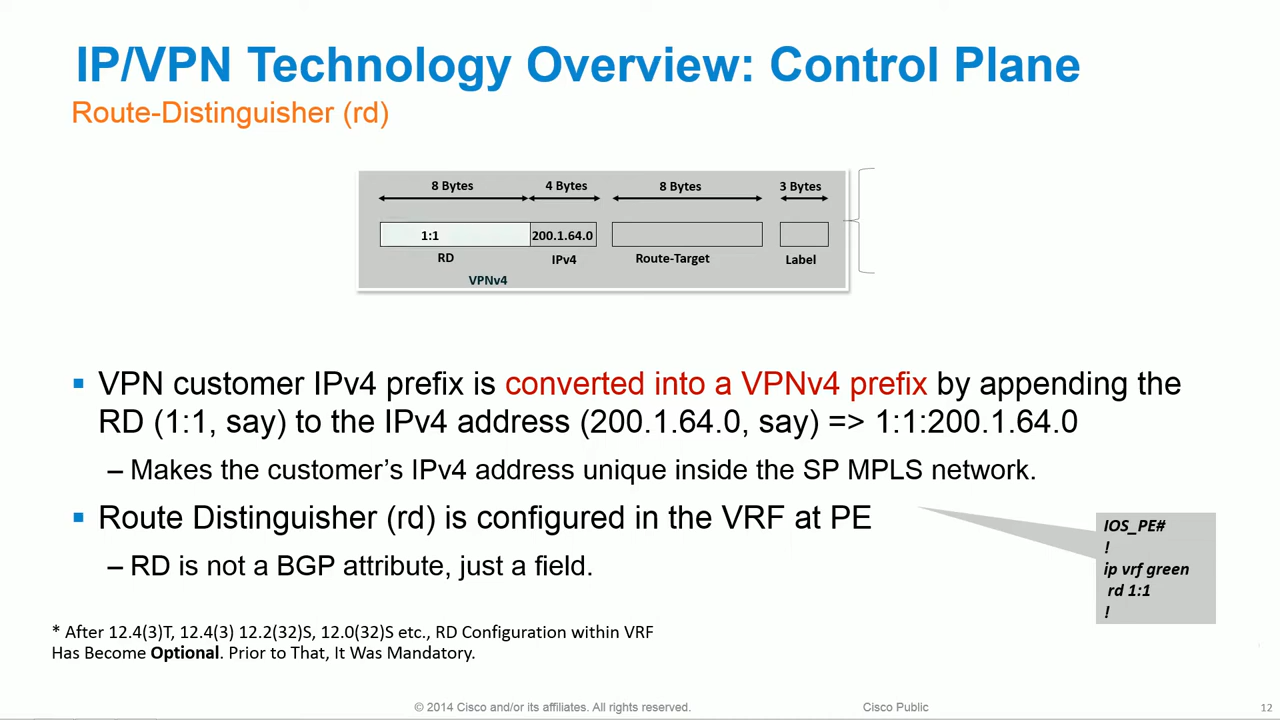 IP/VPN Technology Overview: Control Plane
Route-Distinguisher (rd)
8 Bytes 4 Bytes 8 Bytes 3 Bytes
1:1 200.1.64.0
RD IPv4 Route-Target Label
VPNv4
▪ VPN customer IPv4 prefix is converted into a VPNv4 prefix by appending the
RD (1:1, say) to the IPv4 address (200.1.64.0, say) => 1:1:200.1.64.0
– Makes the customer’s IPv4 address unique inside the SP MPLS network.
▪ Route Distinguisher (rd) is configured in the VRF at PE
– RD is not a BGP attribute, just a field.
IOS_PE#
!
ip vrf green
rd 1:1
!
* After 12.4(3)T, 12.4(3) 12.2(32)S, 12.0(32)S etc., RD Configuration within VRF
Has Become Optional. Prior to That, It Was Mandatory.
© 2014 Cisco and/or its affiliates. All rights reserved. Cisco Public 12